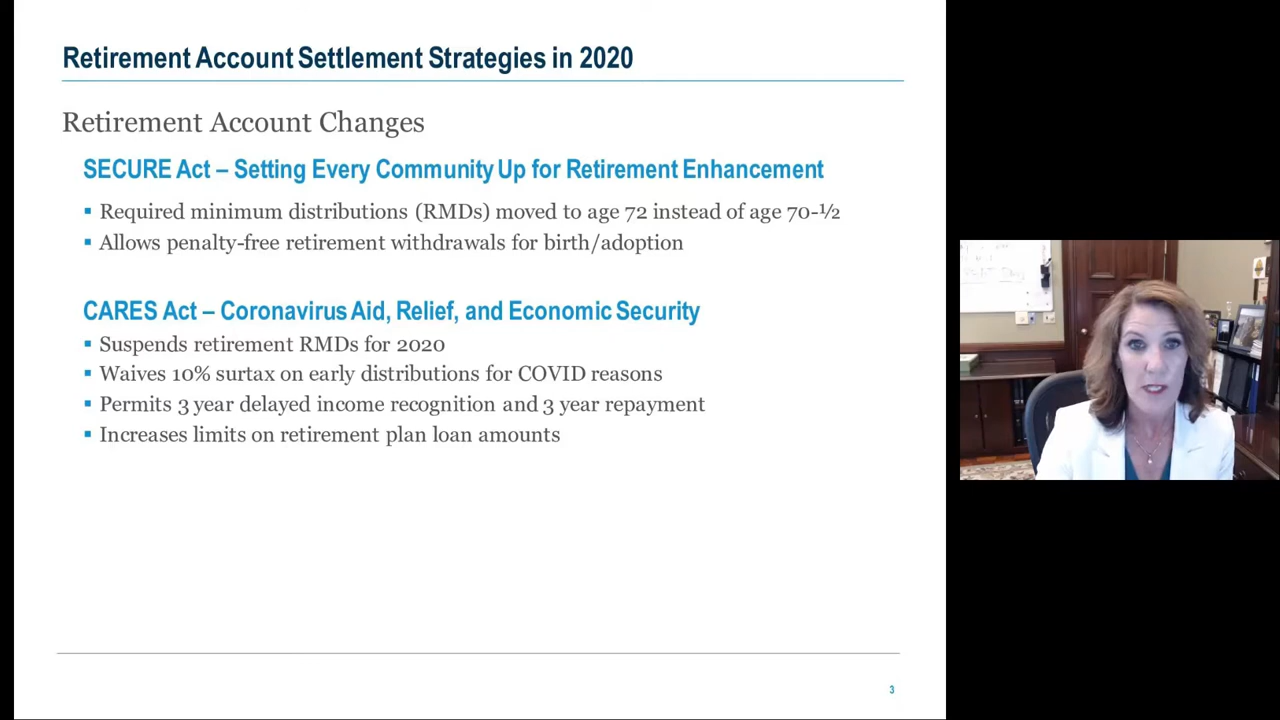 Retirement Account Settlement Strategies in 2020
Retirement Account Changes
SECURE Act – Setting Every Community Up for Retirement Enhancement
▪ Required minimum distributions (RMDs) moved to age 72 instead of age 70-½
▪ Allows penalty-free retirement withdrawals for birth/adoption
CARES Act – Coronavirus Aid, Relief, and Economic Security
▪ Suspends retirement RMDs for 2020
▪ Waives 10% surtax on early distributions for COVID reasons
▪ Permits 3 year delayed income recognition and 3 year repayment
▪ Increases limits on retirement plan loan amounts
3